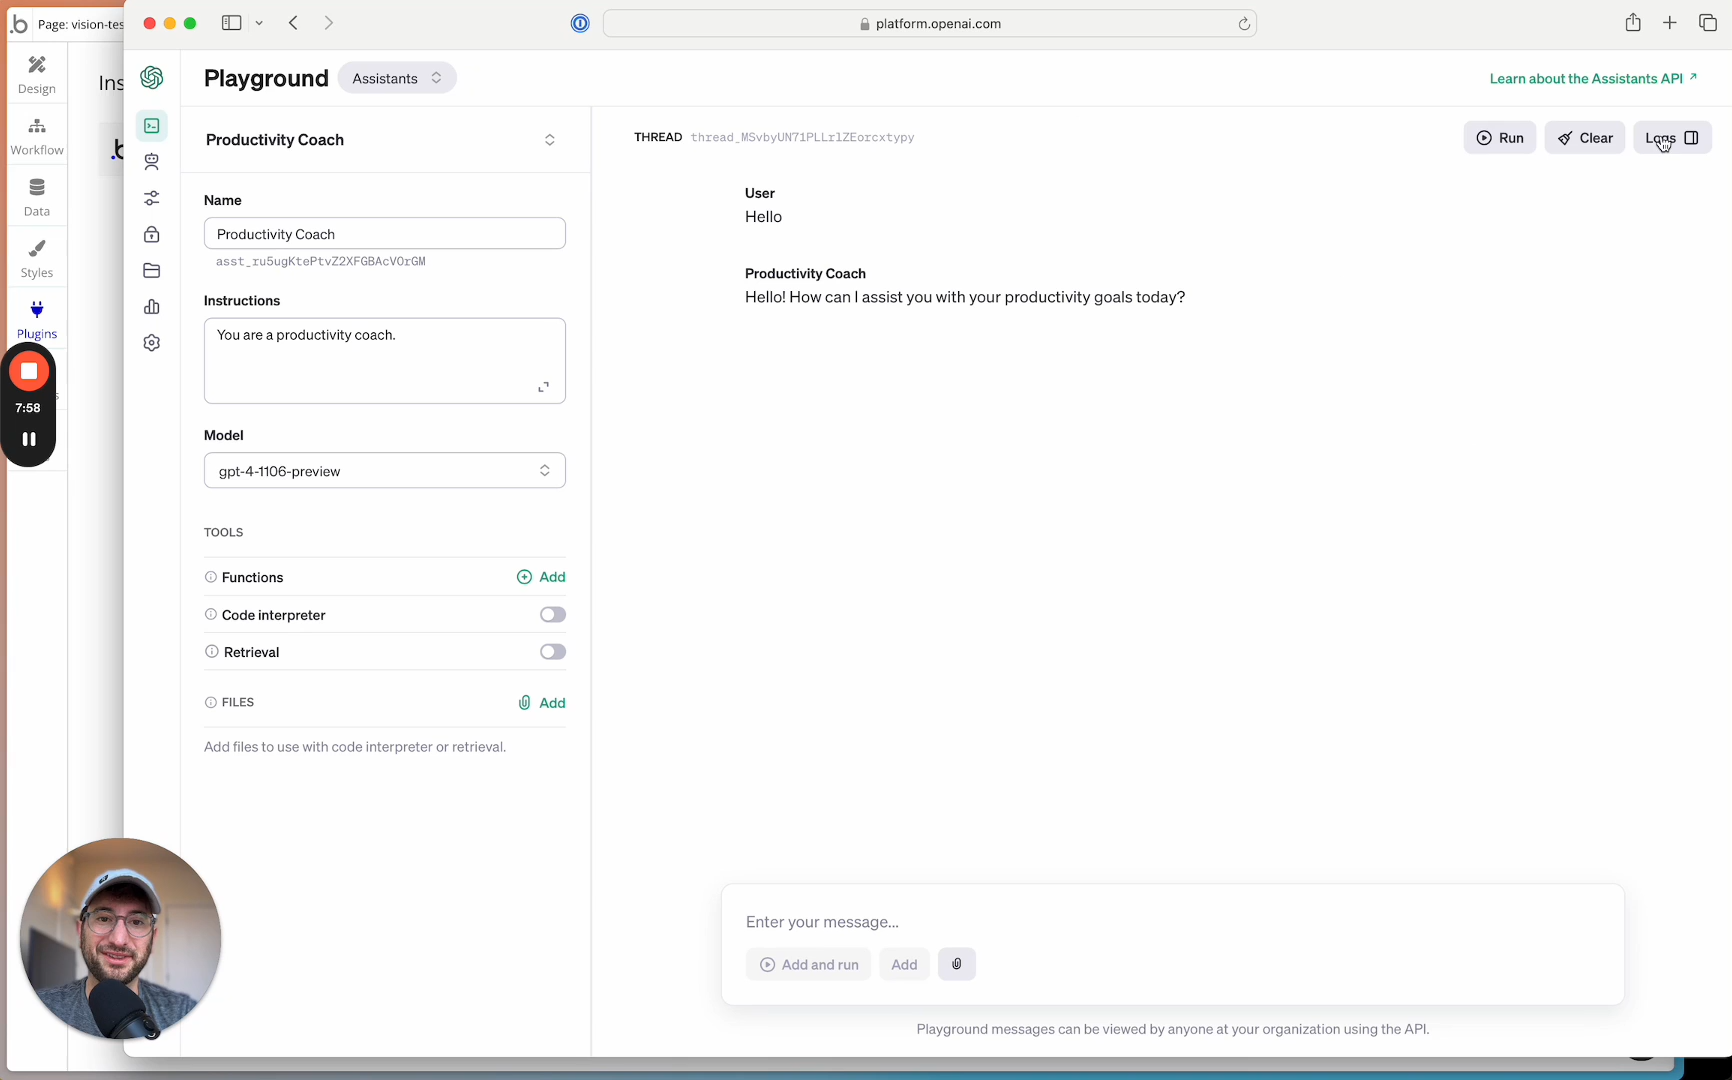 Page: vision-tes
platform.openai.com
Design
Workflow
Data
Styles
Plugins
7:58
Ins
Playground
Assistants
Learn about the Assistants API ↗
Productivity Coach
Name
Productivity Coach
asst_ru5ugKtePtvZ2XFGBAcVOrGM
Instructions
You are a productivity coach.
Model
gpt-4-1106-preview
TOOLS
Functions
Add
Code interpreter
Retrieval
FILES
Add
Add files to use with code interpreter or retrieval.
THREAD thread_MSvbyUN71PLLrlZEorcxtypy
Run
Clear
Logs
User
Hello
Productivity Coach
Hello! How can I assist you with your productivity goals today?
Enter your message...
Add and run
Add
Playground messages can be viewed by anyone at your organization using the API.